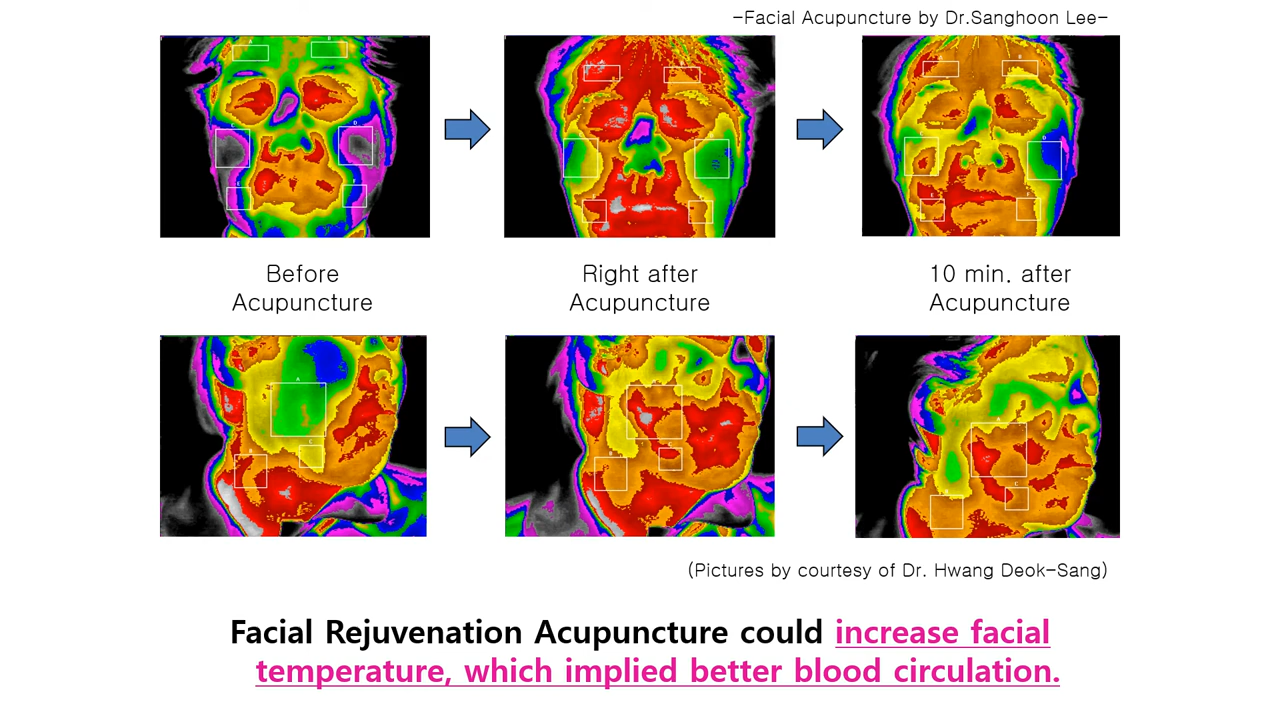 -Facial Acupuncture by Dr.Sanghoon Lee-
Before
Acupuncture
Right after
Acupuncture
10 min. after
Acupuncture
(Pictures by courtesy of Dr. Hwang Deok-Sang)
Facial Rejuvenation Acupuncture could increase facial
temperature, which implied better blood circulation.